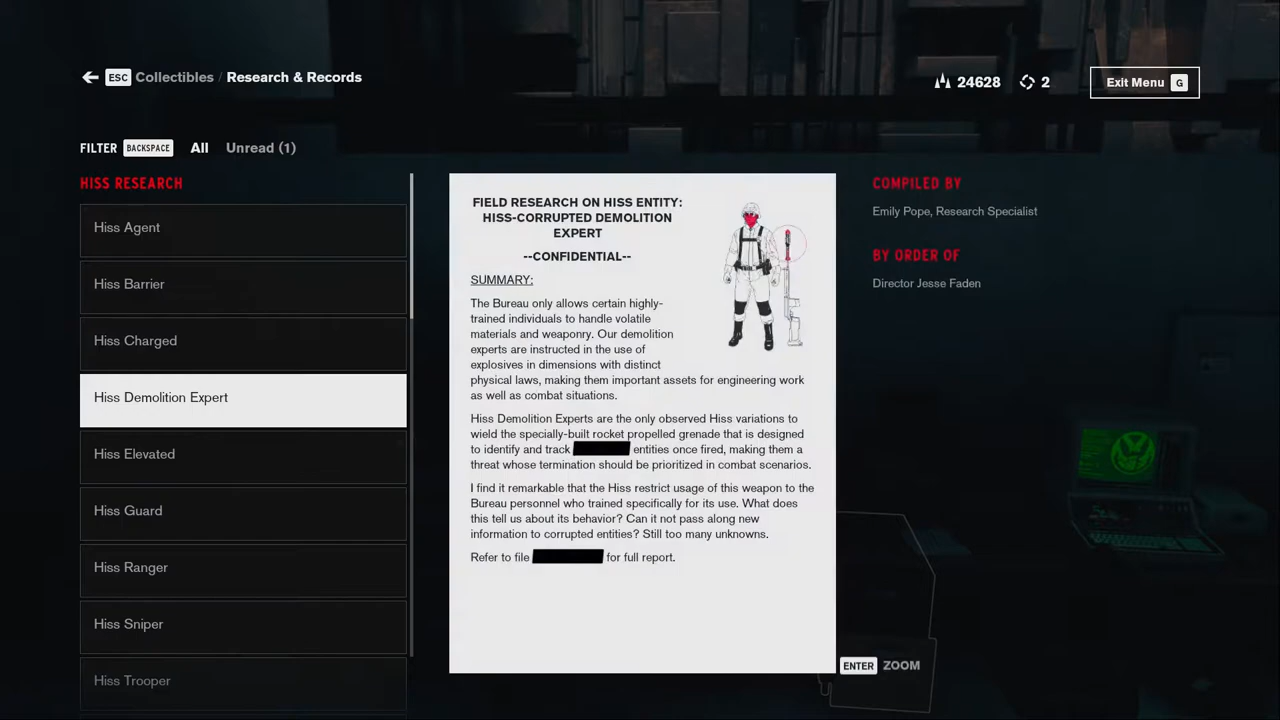 ESC Collectibles / Research & Records
24628
2
Exit Menu G
FILTER BACKSPACE All Unread (1)
HISS RESEARCH
Hiss Agent
Hiss Barrier
Hiss Charged
Hiss Demolition Expert
Hiss Elevated
Hiss Guard
Hiss Ranger
Hiss Sniper
Hiss Trooper
FIELD RESEARCH ON HISS ENTITY:
HISS-CORRUPTED DEMOLITION
EXPERT
--CONFIDENTIAL--
SUMMARY:
The Bureau only allows certain highly-
trained individuals to handle volatile
materials and weaponry. Our demolition
experts are instructed in the use of
explosives in dimensions with distinct
physical laws, making them important assets for engineering work
as well as combat situations.
Hiss Demolition Experts are the only observed Hiss variations to
wield the specially-built rocket propelled grenade that is designed
to identify and track entities once fired, making them a
threat whose termination should be prioritized in combat scenarios.
I find it remarkable that the Hiss restrict usage of this weapon to the
Bureau personnel who trained specifically for its use. What does
this tell us about its behavior? Can it not pass along new
information to corrupted entities? Still too many unknowns.
Refer to file for full report.
COMPILED BY
Emily Pope, Research Specialist
BY ORDER OF
Director Jesse Faden
ENTER ZOOM